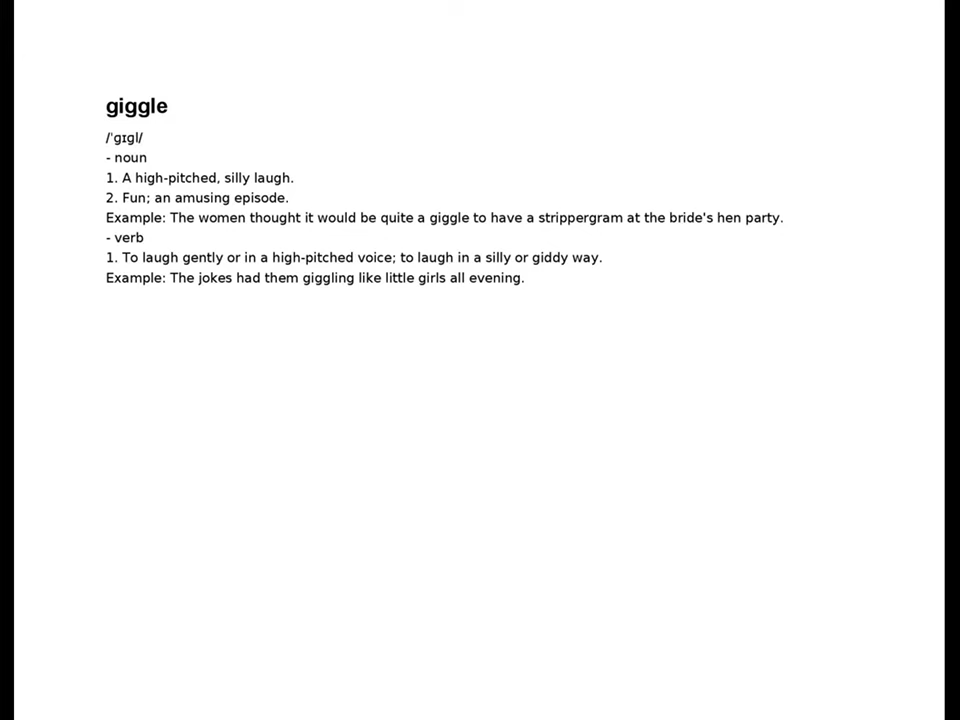 giggle
/ˈɡɪɡl/
- noun
1. A high-pitched, silly laugh.
2. Fun; an amusing episode.
Example: The women thought it would be quite a giggle to have a strippergram at the bride's hen party.
- verb
1. To laugh gently or in a high-pitched voice; to laugh in a silly or giddy way.
Example: The jokes had them giggling like little girls all evening.